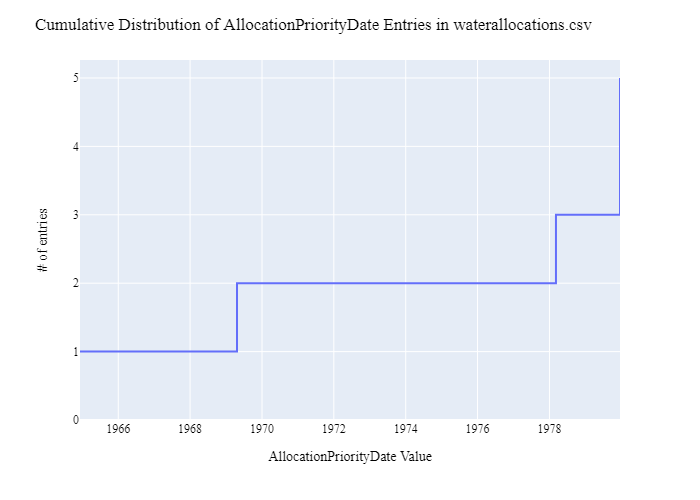 Cumulative Distribution of AllocationPriorityDate Entries in waterallocations.csv
5
4
3
2
1
0
# of entries
1966 1968 1970 1972 1974 1976 1978
AllocationPriorityDate Value